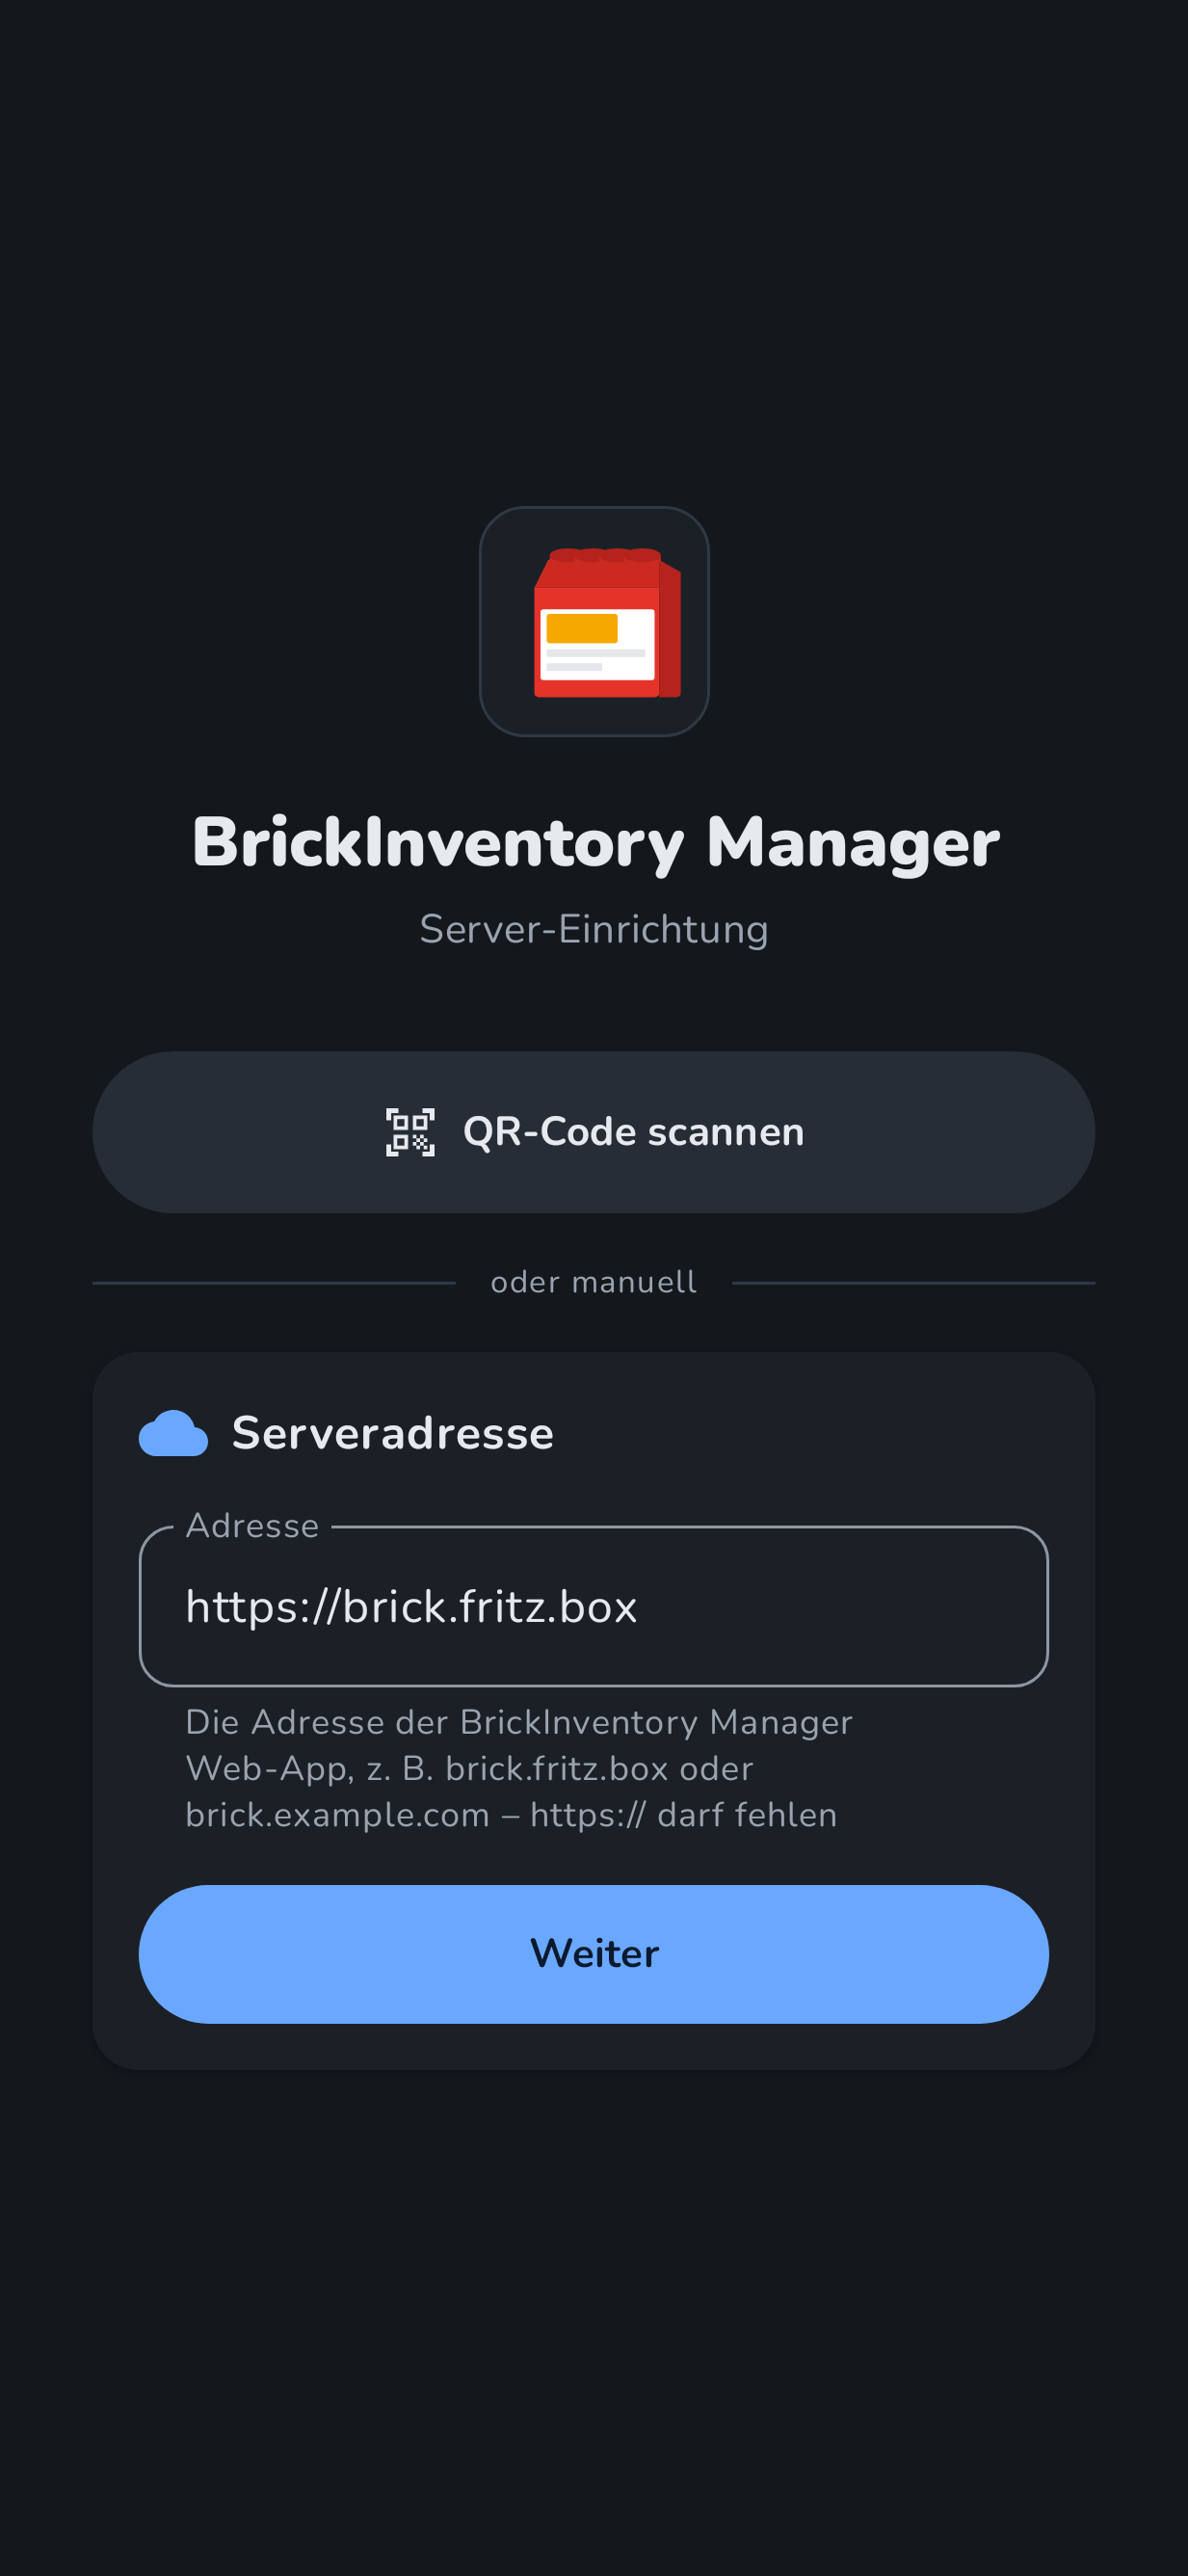 BrickInventory Manager
Server-Einrichtung
QR-Code scannen
oder manuell
Serveradresse
Adresse
https://brick.fritz.box
Die Adresse der BrickInventory Manager
Web-App, z. B. brick.fritz.box oder
brick.example.com – https:// darf fehlen
Weiter